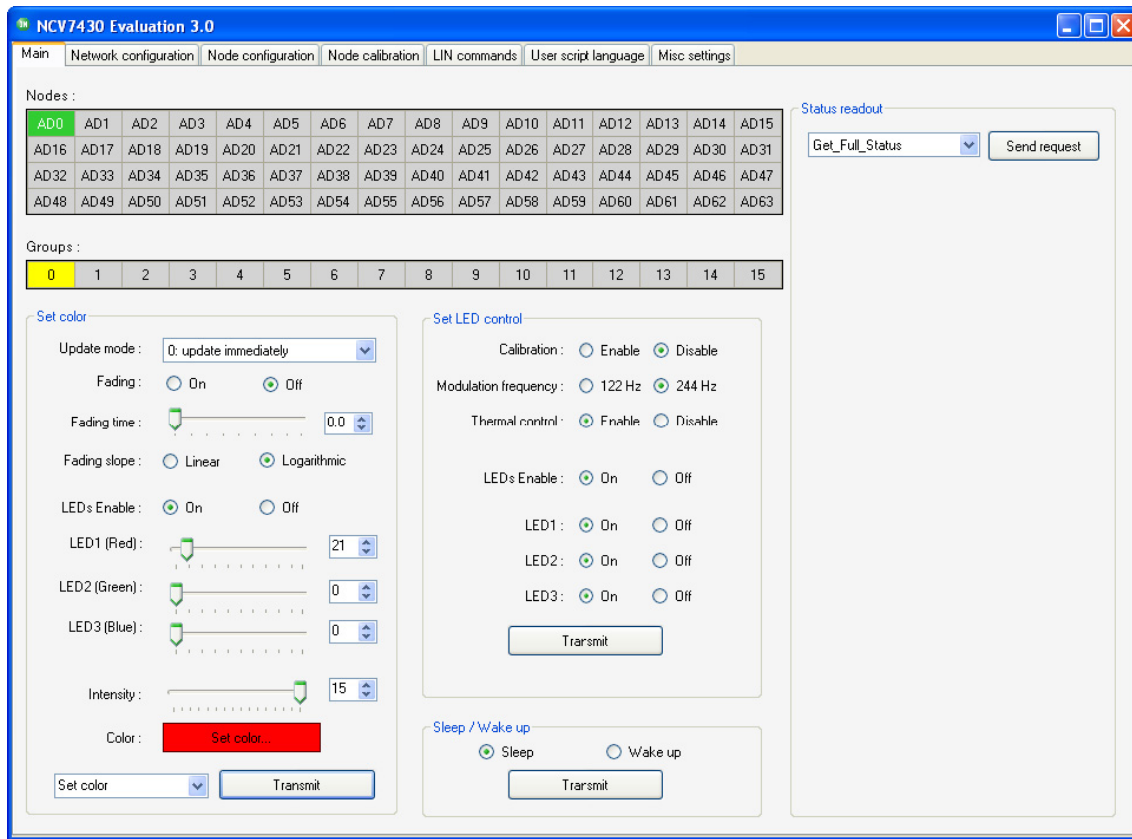 NCV7430 Evaluation 3.0
Main Network configuration Node configuration Node calibration LIN commands User script language Misc settings
Nodes :
AD0 AD1 AD2 AD3 AD4 AD5 AD6 AD7 AD8 AD9 AD10 AD11 AD12 AD13 AD14 AD15
AD16 AD17 AD18 AD19 AD20 AD21 AD22 AD23 AD24 AD25 AD26 AD27 AD28 AD29 AD30 AD31
AD32 AD33 AD34 AD35 AD36 AD37 AD38 AD39 AD40 AD41 AD42 AD43 AD44 AD45 AD46 AD47
AD48 AD49 AD50 AD51 AD52 AD53 AD54 AD55 AD56 AD57 AD58 AD59 AD60 AD61 AD62 AD63
Groups :
0 1 2 3 4 5 6 7 8 9 10 11 12 13 14 15
Set color
Update mode : 0: update immediately
Fading : On Off
Fading time : 0.0
Fading slope : Linear Logarithmic
LEDs Enable : On Off
LED1 (Red) : 21
LED2 (Green) : 0
LED3 (Blue) : 0
Intensity : 15
Color : Set color...
Set color Transmit
Set LED control
Calibration : Enable Disable
Modulation frequency : 122 Hz 244 Hz
Thermal control : Enable Disable
LEDs Enable : On Off
LED1 : On Off
LED2 : On Off
LED3 : On Off
Transmit
Sleep / Wake up
Sleep Wake up
Transmit
Status readout
Get_Full_Status Send request